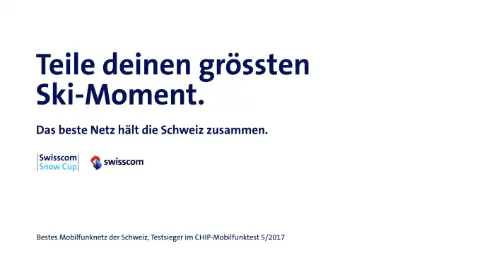 Teile deinen grössten
Ski-Moment.
Das beste Netz hält die Schweiz zusammen.
Swisscom
Snow Cup
swisscom
Bestes Mobilfunknetz der Schweiz, Testsieger im CHIP-Mobilfunktest 5/2017